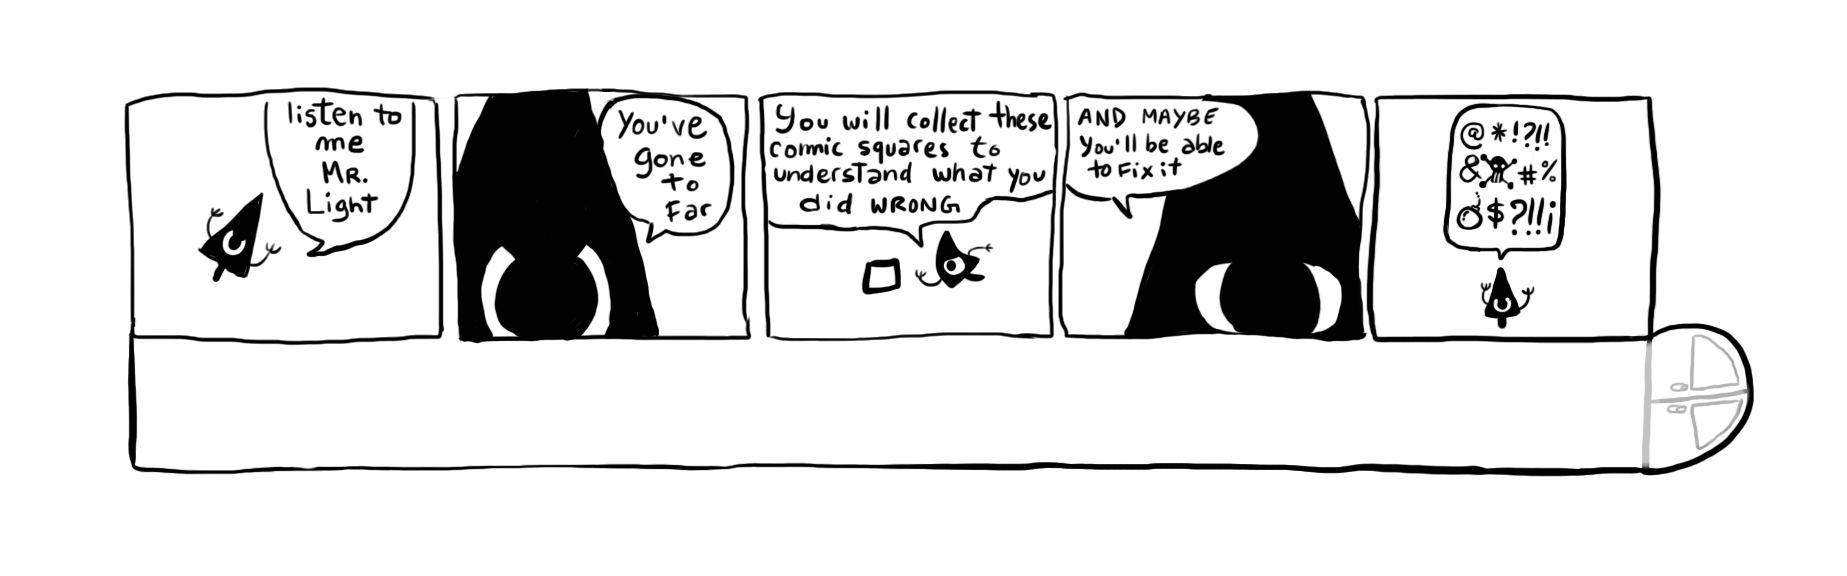 listen to
me
MR.
Light
You've
gone
to
Far
You will collect these
comic squares to
understand what you
did WRONG
AND MAYBE
You'll be able
to Fix it
@*!?!!
&☠#%
💣$?!!¡